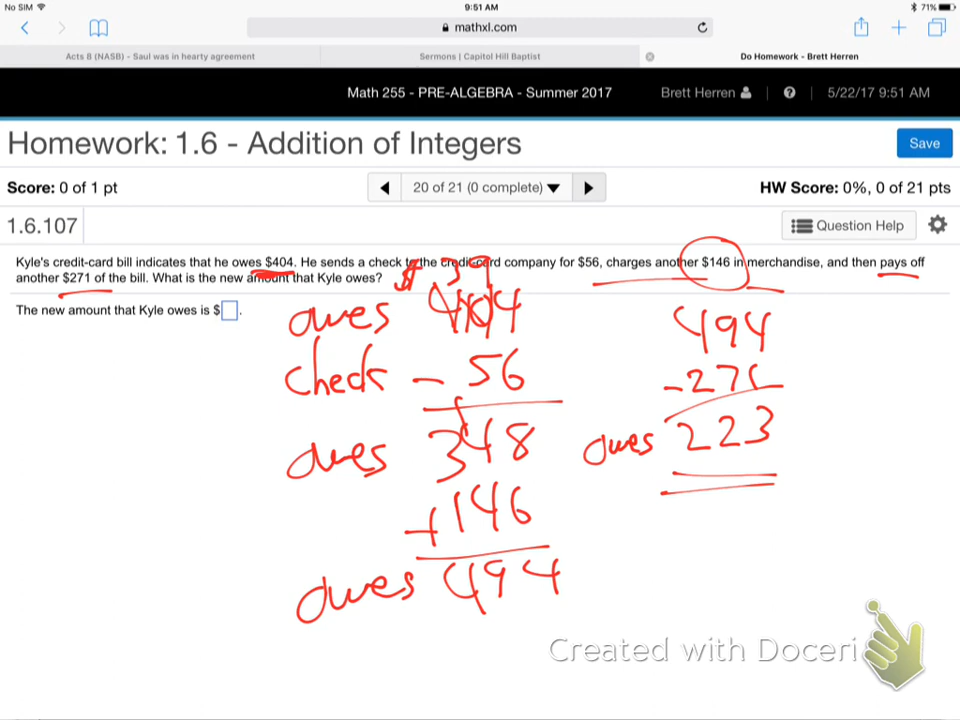 No SIM 9:51 AM 71%
mathxl.com
Acts 8 (NASB) - Saul was in hearty agreement Sermons | Capitol Hill Baptist Do Homework - Brett Herren
Math 255 - PRE-ALGEBRA - Summer 2017 Brett Herren | ? | 5/22/17 9:51 AM
Homework: 1.6 - Addition of Integers Save
Score: 0 of 1 pt 20 of 21 (0 complete) HW Score: 0%, 0 of 21 pts
1.6.107 Question Help
Kyle's credit-card bill indicates that he owes $404. He sends a check to the credit-card company for $56, charges another $146 in merchandise, and then pays off
another $271 of the bill. What is the new amount that Kyle owes?
The new amount that Kyle owes is $ .
$ 39
owes 404
check - 56
owes 348
+146
owes 494
494
-271
owes 223
Created with Doceri